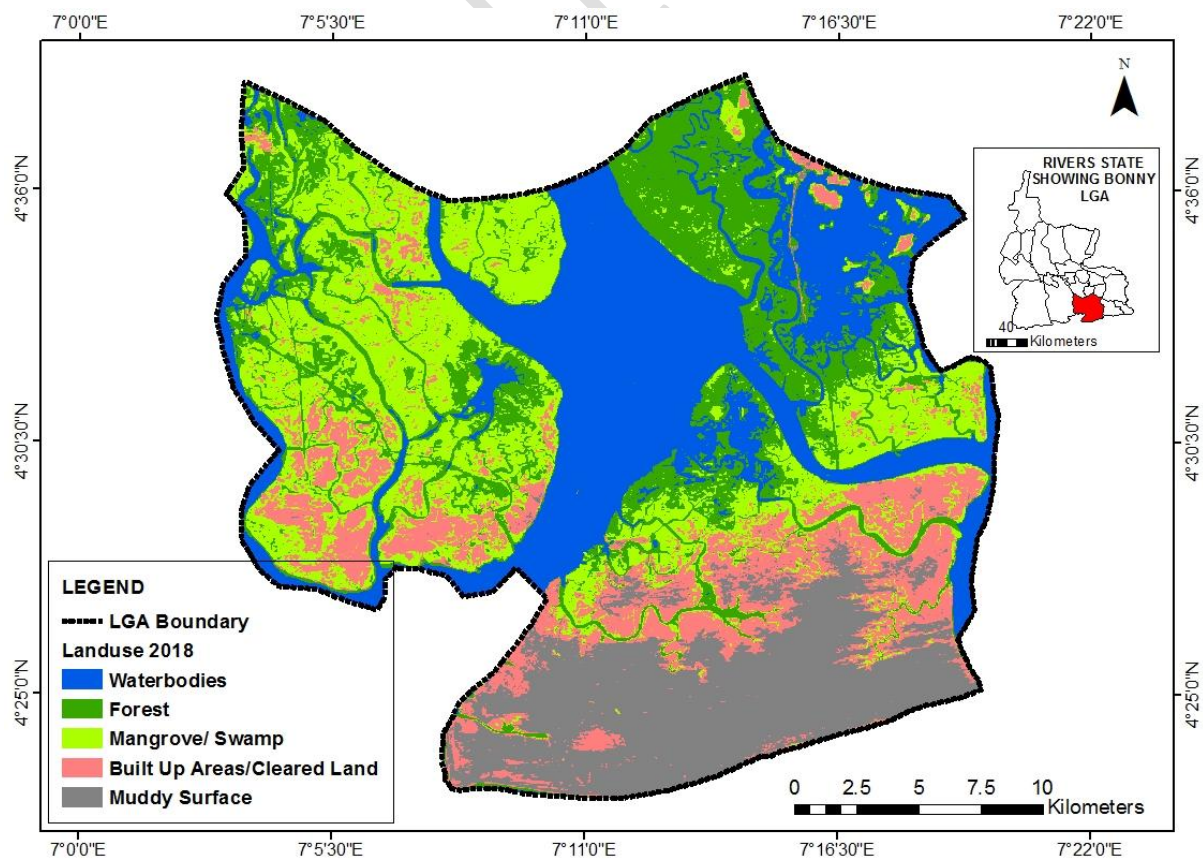 7°0'0"E 7°5'30"E 7°11'0"E 7°16'30"E 7°22'0"E
N
RIVERS STATE
SHOWING BONNY
LGA
40
Kilometers
4°36'0"N 4°36'0"N
4°30'30"N 4°30'30"N
4°25'0"N 4°25'0"N
LEGEND
LGA Boundary
Landuse 2018
Waterbodies
Forest
Mangrove/ Swamp
Built Up Areas/Cleared Land
Muddy Surface
0 2.5 5 7.5 10
Kilometers
7°0'0"E 7°5'30"E 7°11'0"E 7°16'30"E 7°22'0"E